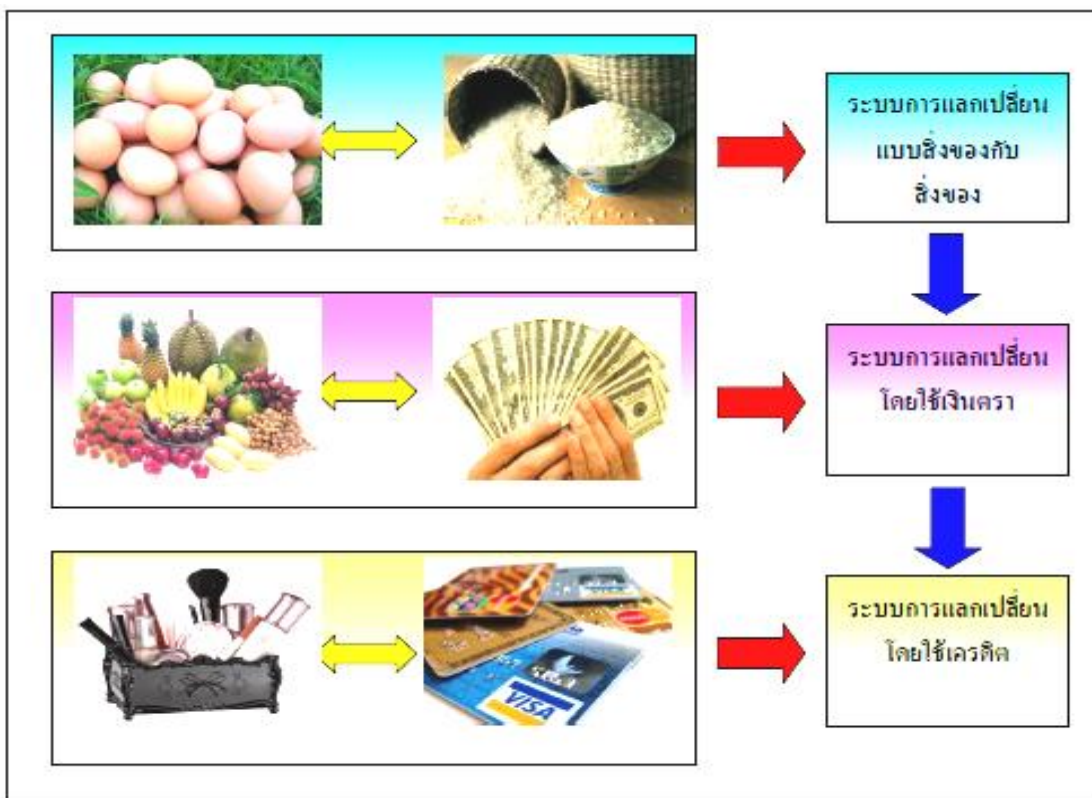 ระบบการแลกเปลี่ยน
แบบสิ่งของกับ
สิ่งของ
ระบบการแลกเปลี่ยน
โดยใช้เงินตรา
VISA
ระบบการแลกเปลี่ยน
โดยใช้เครดิต